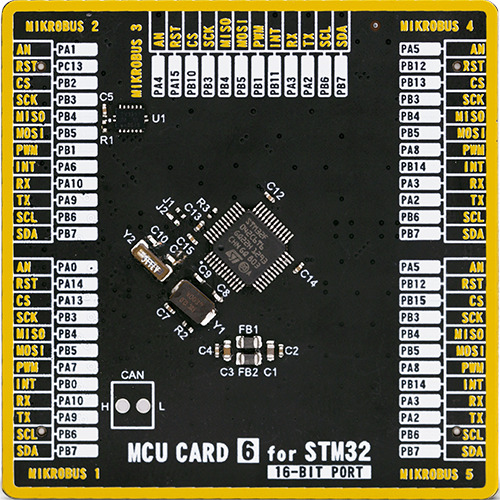 MIKROBUS 2
AN PA1
RST PC13
CS PB2
SCK PB3
MISO PB4
MOSI PB5
PWM PB1
INT PA6
RX PA10
TX PA9
SCL PB6
SDA PB7
MIKROBUS 3
AN PA4
RST PA15
CS PB10
SCK PB3
MISO PB4
MOSI PB5
PWM PB1
INT PB11
RX PA3
TX PA2
SCL PB6
SDA PB7
MIKROBUS 4
PA5 AN
PB12 RST
PB13 CS
PB3 SCK
PB4 MISO
PB5 MOSI
PA8 PWM
PB14 INT
PA3 RX
PA2 TX
PB6 SCL
PB7 SDA
C5
U1
R1
C12
J1
J2
R3
C13
Y2
C10
C15
C9
C8
C14
C7
R2
Y1
FB1
C4
C2
C3
FB2
C1
PA0 AN
PA14 RST
PA13 CS
PB3 SCK
PB4 MISO
PB5 MOSI
PA7 PWM
PB0 INT
PA10 RX
PA9 TX
PB6 SCL
PB7 SDA
MIKROBUS 1
CAN
H
L
PA5 AN
PB12 RST
PB15 CS
PB3 SCK
PB4 MISO
PB5 MOSI
PA8 PWM
PB14 INT
PA3 RX
PA2 TX
PB6 SCL
PB7 SDA
MIKROBUS 5
MCU CARD 6 for STM32
16-BIT PORT